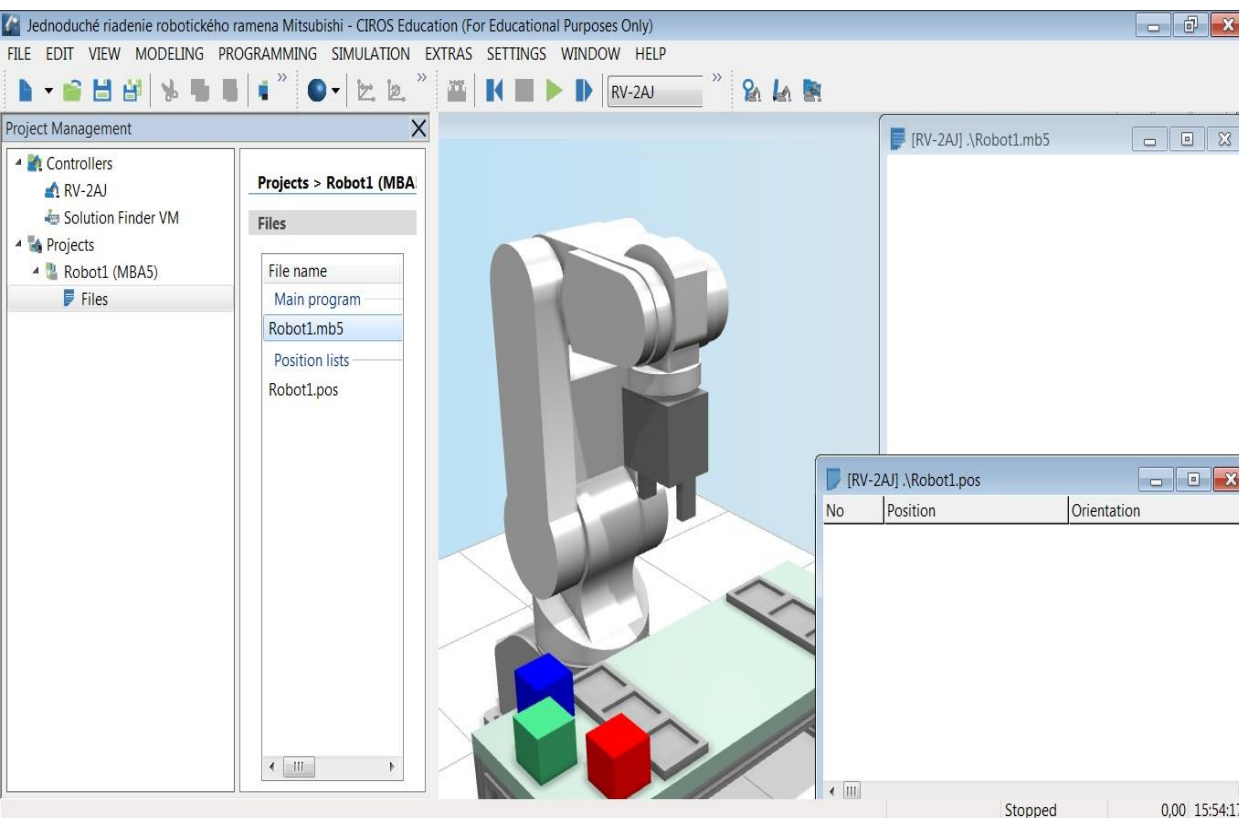 Jednoduché riadenie robotického ramena Mitsubishi - CIROS Education (For Educational Purposes Only)
FILE EDIT VIEW MODELING PROGRAMMING SIMULATION EXTRAS SETTINGS WINDOW HELP
RV-2AJ
Project Management
Controllers
RV-2AJ
Solution Finder VM
Projects
Robot1 (MBA5)
Files
Projects > Robot1 (MBA
Files
File name
Main program
Robot1.mb5
Position lists
Robot1.pos
[RV-2AJ] .\Robot1.mb5
[RV-2AJ] .\Robot1.pos
No Position Orientation
Stopped 0,00 15:54:17